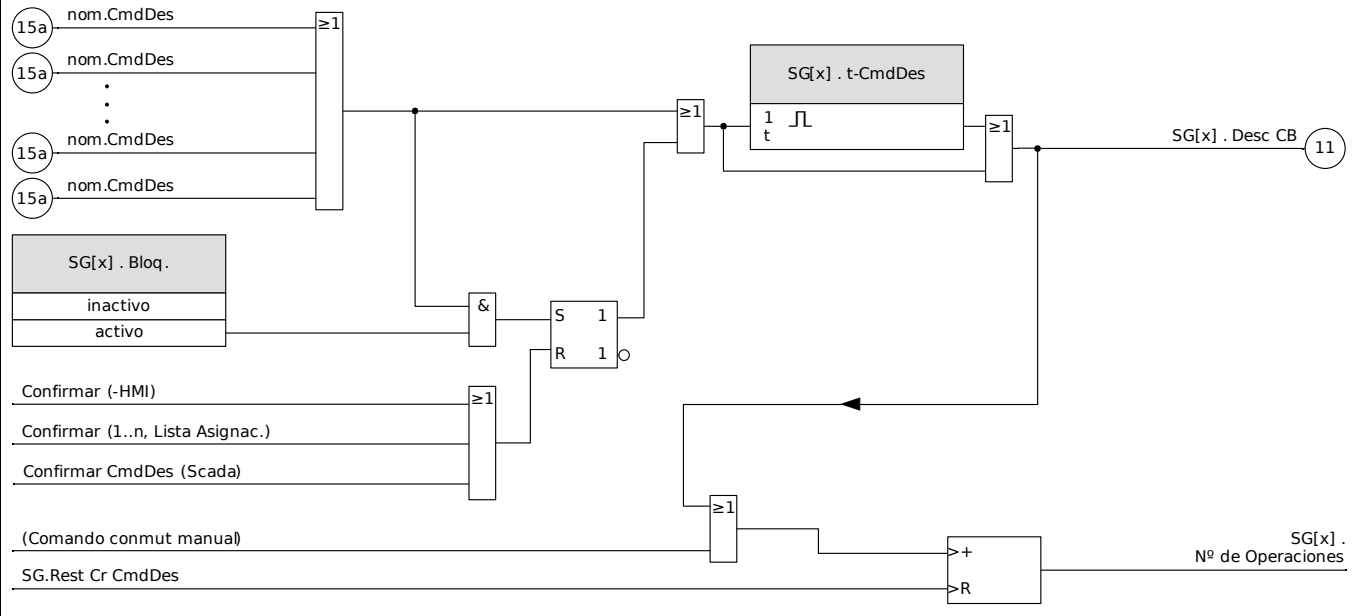 15a nom.CmdDes
≥1
15a nom.CmdDes
15a nom.CmdDes
15a nom.CmdDes
≥1
SG[x] . t-CmdDes
1
t
≥1
SG[x] . Desc CB 11
SG[x] . Bloq.
inactivo
activo
&
S 1
R 1
Confirmar (-HMI)
≥1
Confirmar (1..n, Lista Asignac.)
Confirmar CmdDes (Scada)
≥1
(Comando conmut manual)
SG.Rest Cr CmdDes
>+
>R
SG[x] .
Nº de Operaciones